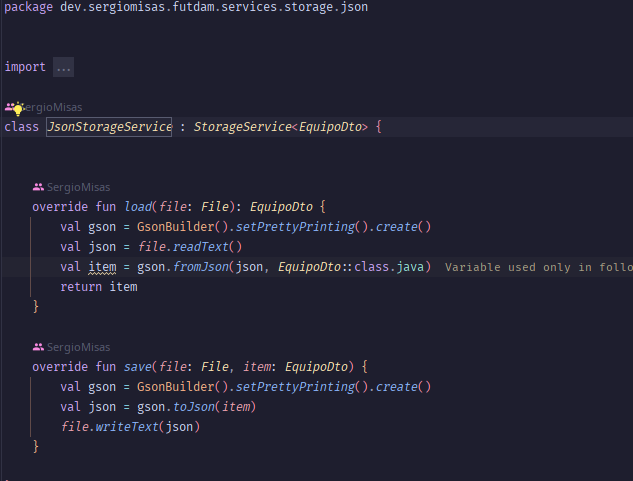 package dev.sergiomisas.futdam.services.storage.json
import ...
SergioMisas
class JsonStorageService : StorageService<EquipoDto> {
SergioMisas
override fun load(file: File): EquipoDto {
val gson = GsonBuilder().setPrettyPrinting().create()
val json = file.readText()
val item = gson.fromJson(json, EquipoDto::class.java) Variable used only in follo
return item
}
SergioMisas
override fun save(file: File, item: EquipoDto) {
val gson = GsonBuilder().setPrettyPrinting().create()
val json = gson.toJson(item)
file.writeText(json)
}